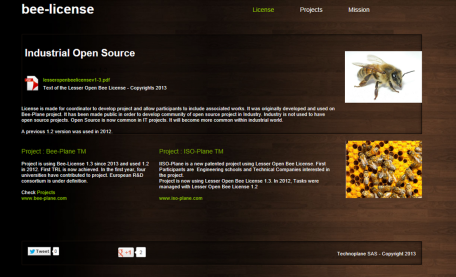 bee-license
License
Projects
Mission
Industrial Open Source
lesseropenbeelicensev1-3.pdf
Text of the Lesser Open Bee License - Copyrights 2013
License is made for coordinator to develop project and allow participants to include associated works. It was originally developed and used on
Bee-Plane project. It has been made public in order to develop community of open source project in Industry. Industry is not used to have
open source projects. Open Source is now common in IT projects. It will become more common within industrial world.
A previous 1.2 version was used in 2012.
Project : Bee-Plane TM
Project is using Bee-License 1.3 since 2013 and used 1.2
in 2012. First TRL is now achieved. In the first year, four
universities have contributed to project. European R&D
consortium is under definition.
Check Projects
www.bee-plane.com
Project : ISO-Plane TM
ISO-Plane is a new patented project using Lesser Open Bee License. First
Participants are Engineering schools and Technical Companies interested in
the project.
Project is now using Lesser Open Bee License 1.3. In 2012, Tasks were
managed with Lesser Open Bee License 1.2
www.iso-plane.com
Tweet
+1
Technoplane SAS - Copyright 2013